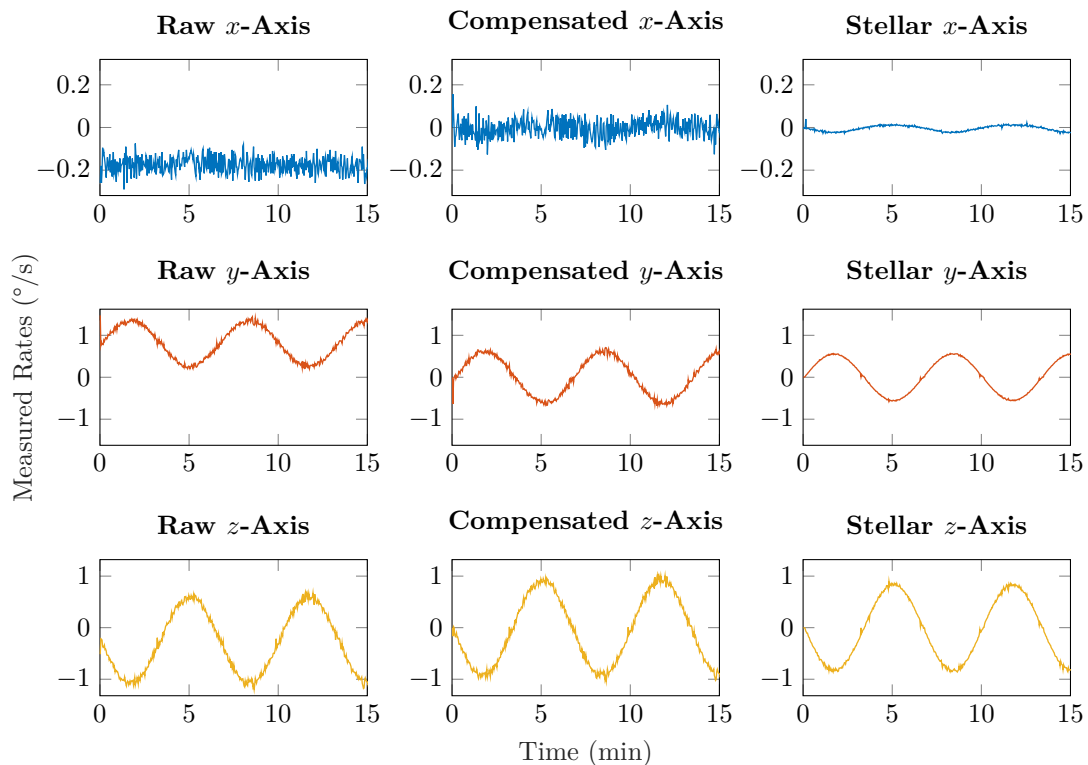 Raw x-Axis
Compensated x-Axis
Stellar x-Axis
0.2
0
−0.2
0 5 10 15
0.2
0
−0.2
0 5 10 15
0.2
0
−0.2
0 5 10 15
Measured Rates (°/s)
Raw y-Axis
Compensated y-Axis
Stellar y-Axis
1
0
−1
0 5 10 15
1
0
−1
0 5 10 15
1
0
−1
0 5 10 15
Raw z-Axis
Compensated z-Axis
Stellar z-Axis
1
0
−1
0 5 10 15
1
0
−1
0 5 10 15
1
0
−1
0 5 10 15
Time (min)